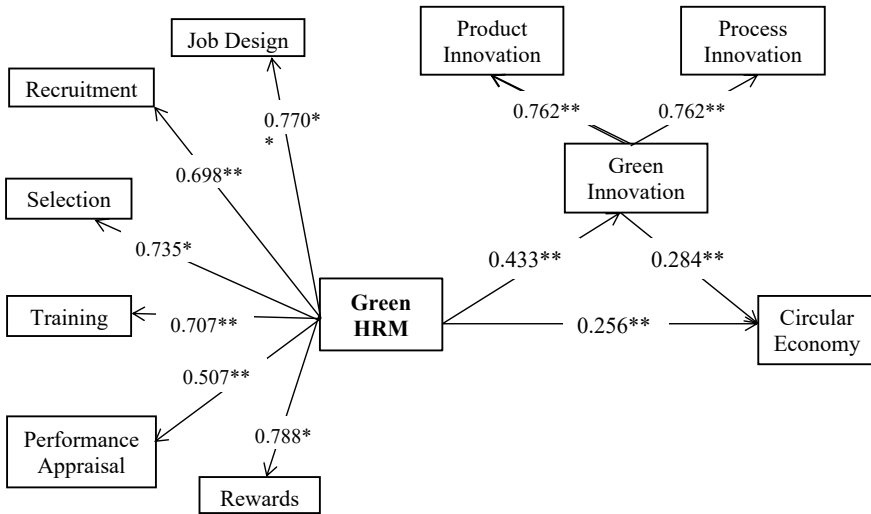 Job Design
Product
Innovation
Process
Innovation
Recruitment
0.770*
*
0.762**
0.762**
0.698**
Green
Innovation
Selection
0.735*
0.433**
0.284**
Green
HRM
Training
0.707**
0.256**
Circular
Economy
0.507**
Performance
Appraisal
0.788*
Rewards